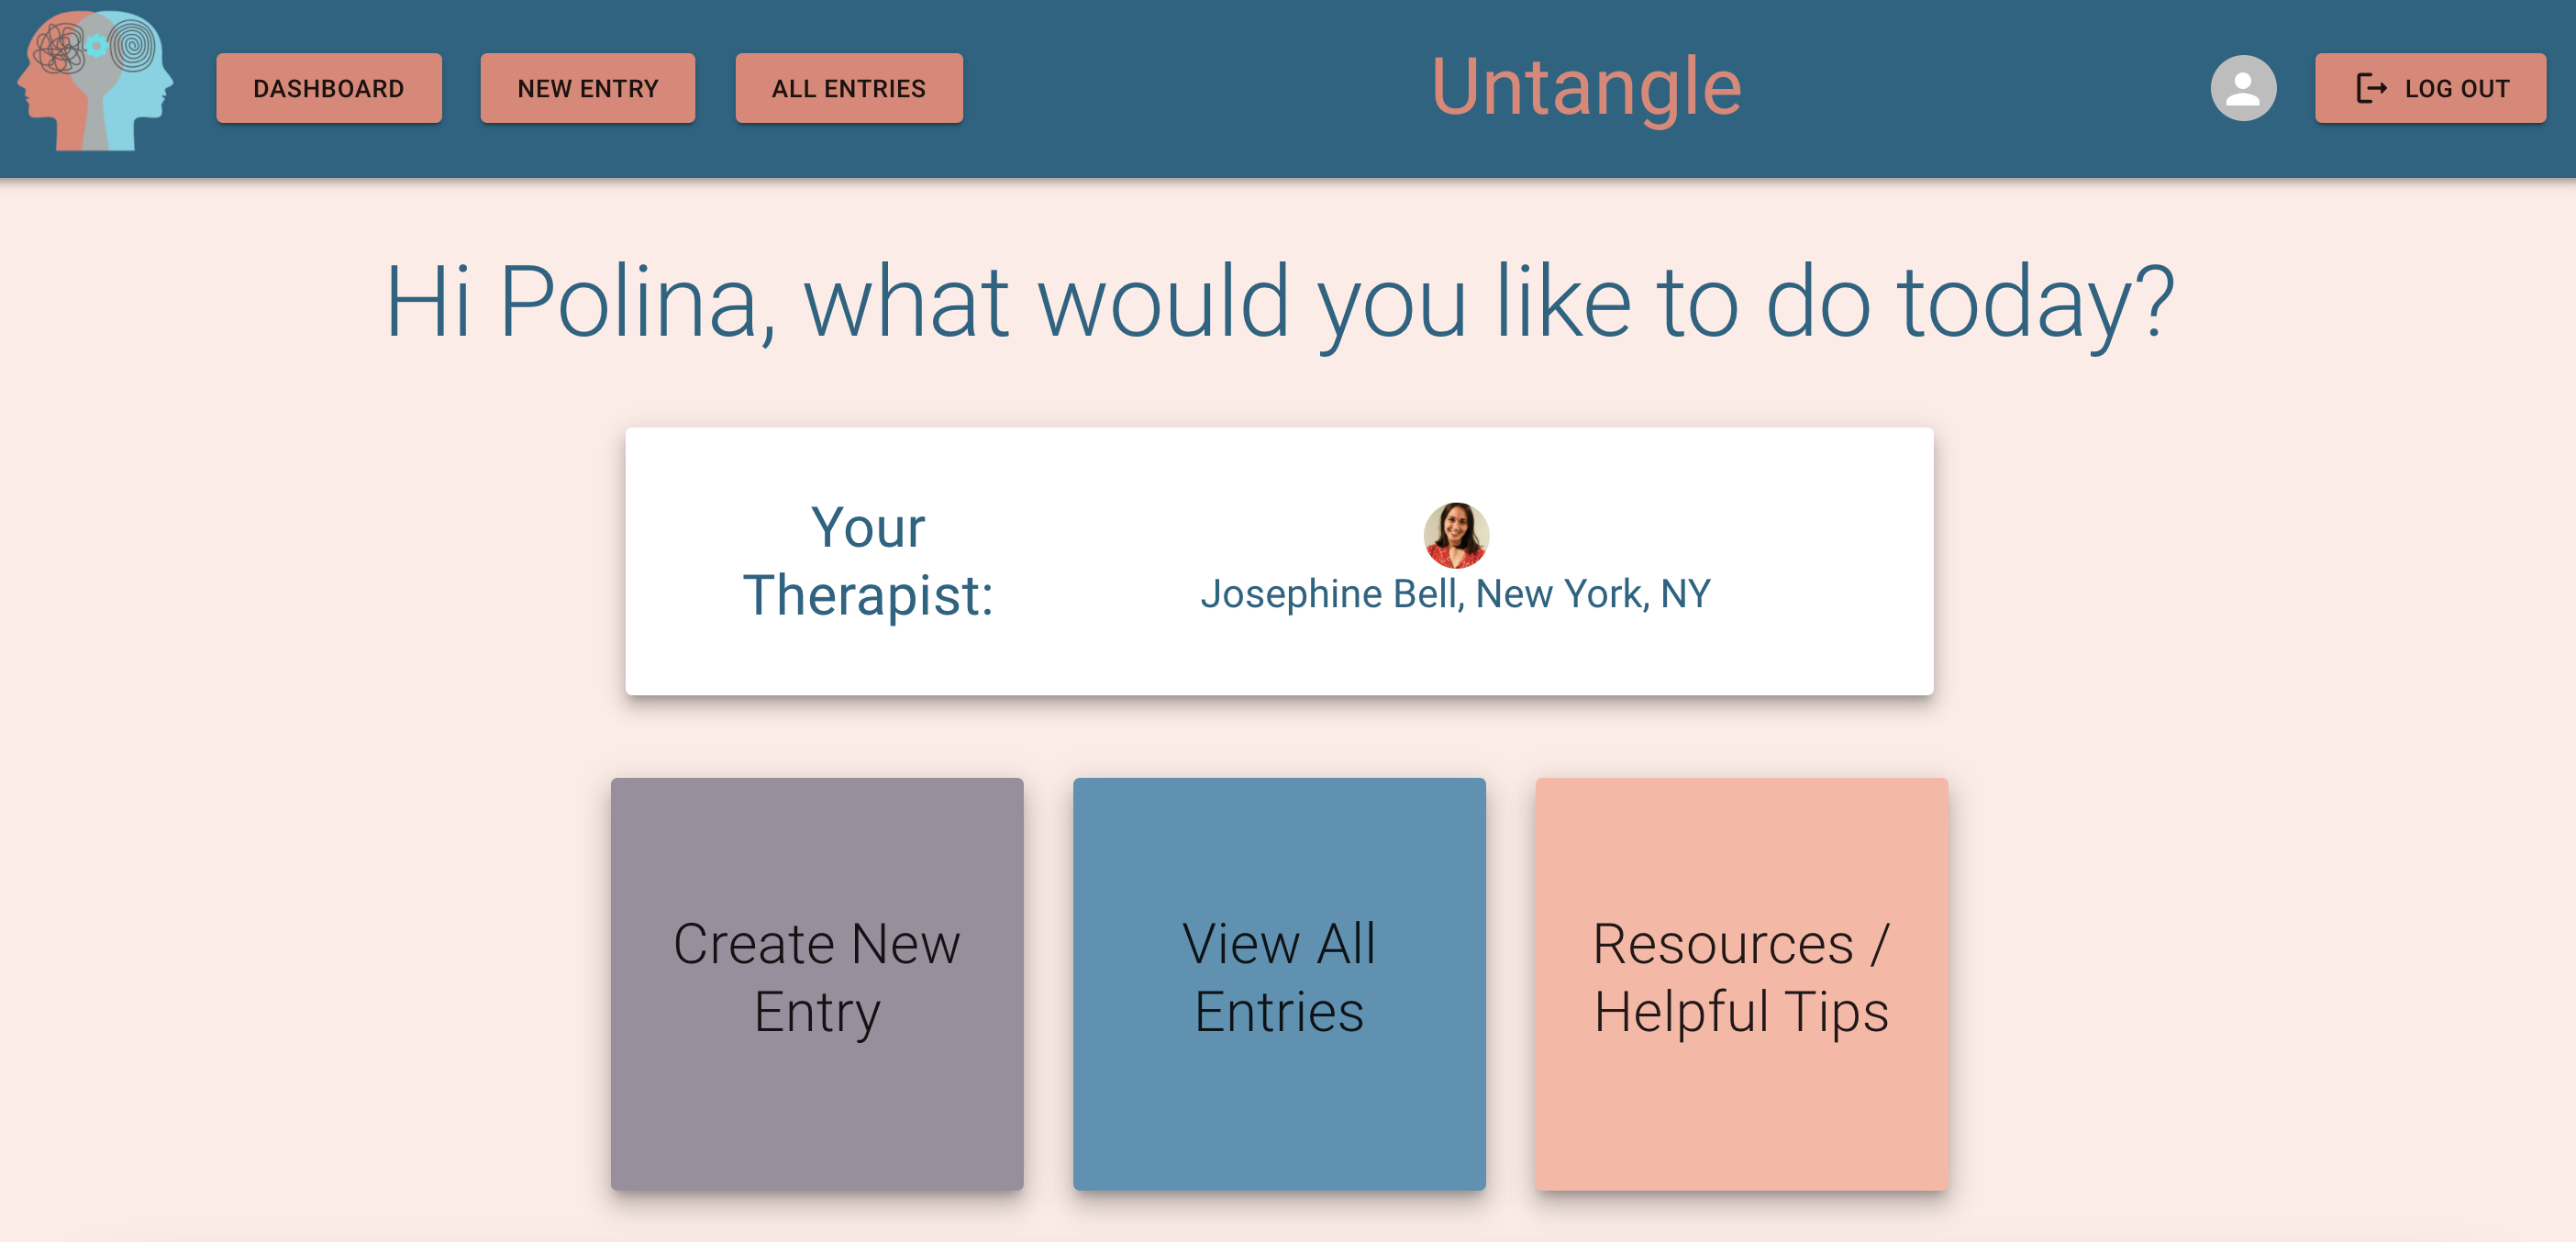 DASHBOARD
NEW ENTRY
ALL ENTRIES
Untangle
LOG OUT
Hi Polina, what would you like to do today?
Your
Therapist:
Josephine Bell, New York, NY
Create New
Entry
View All
Entries
Resources /
Helpful Tips